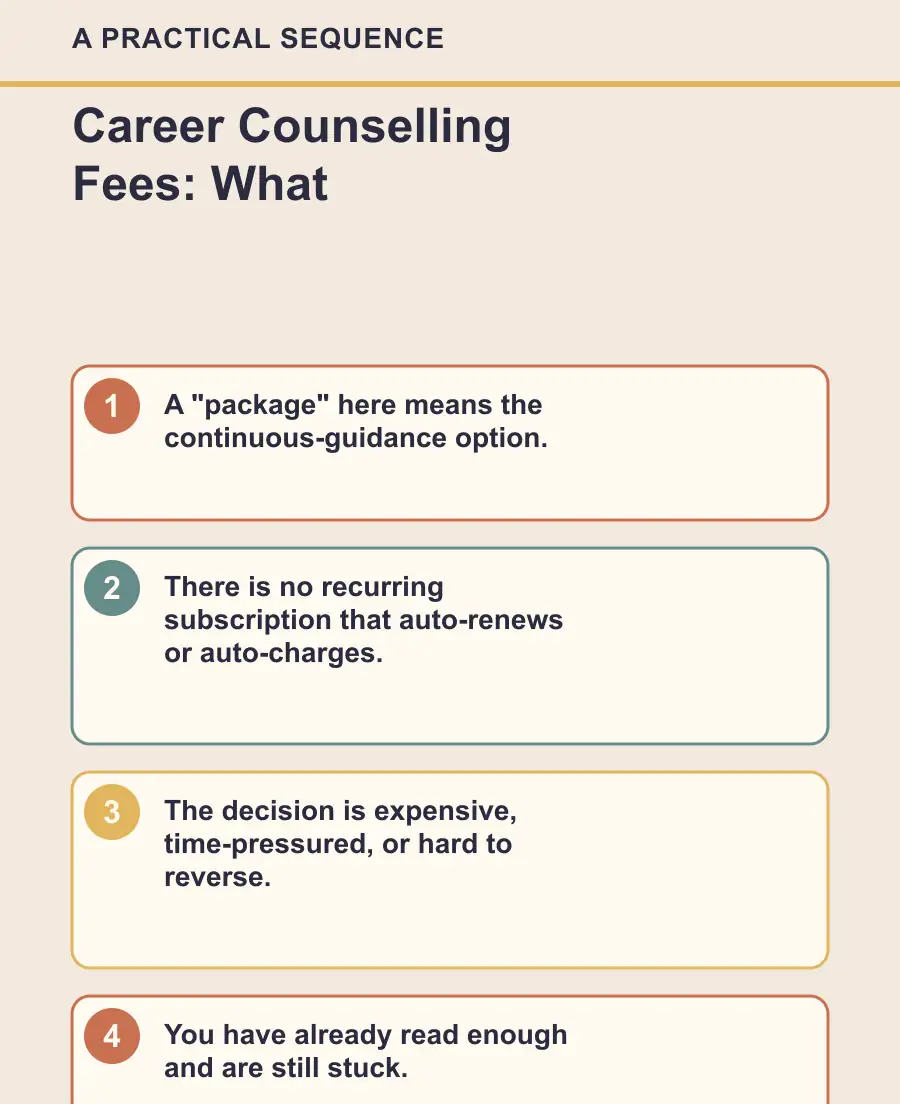 A PRACTICAL SEQUENCE
Career Counselling
Fees: What
1
A "package" here means the
continuous-guidance option.
2
There is no recurring
subscription that auto-renews
or auto-charges.
3
The decision is expensive,
time-pressured, or hard to
reverse.
4
You have already read enough
and are still stuck.